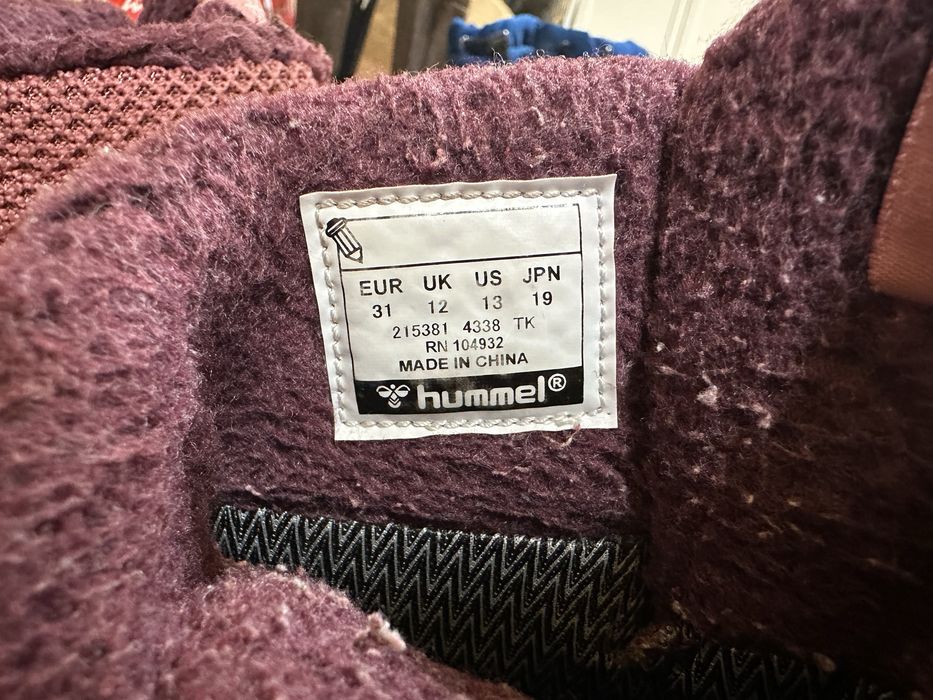 EUR UK US JPN
31 12 13 19
215381 4338 TK
RN 104932
MADE IN CHINA
hummel®